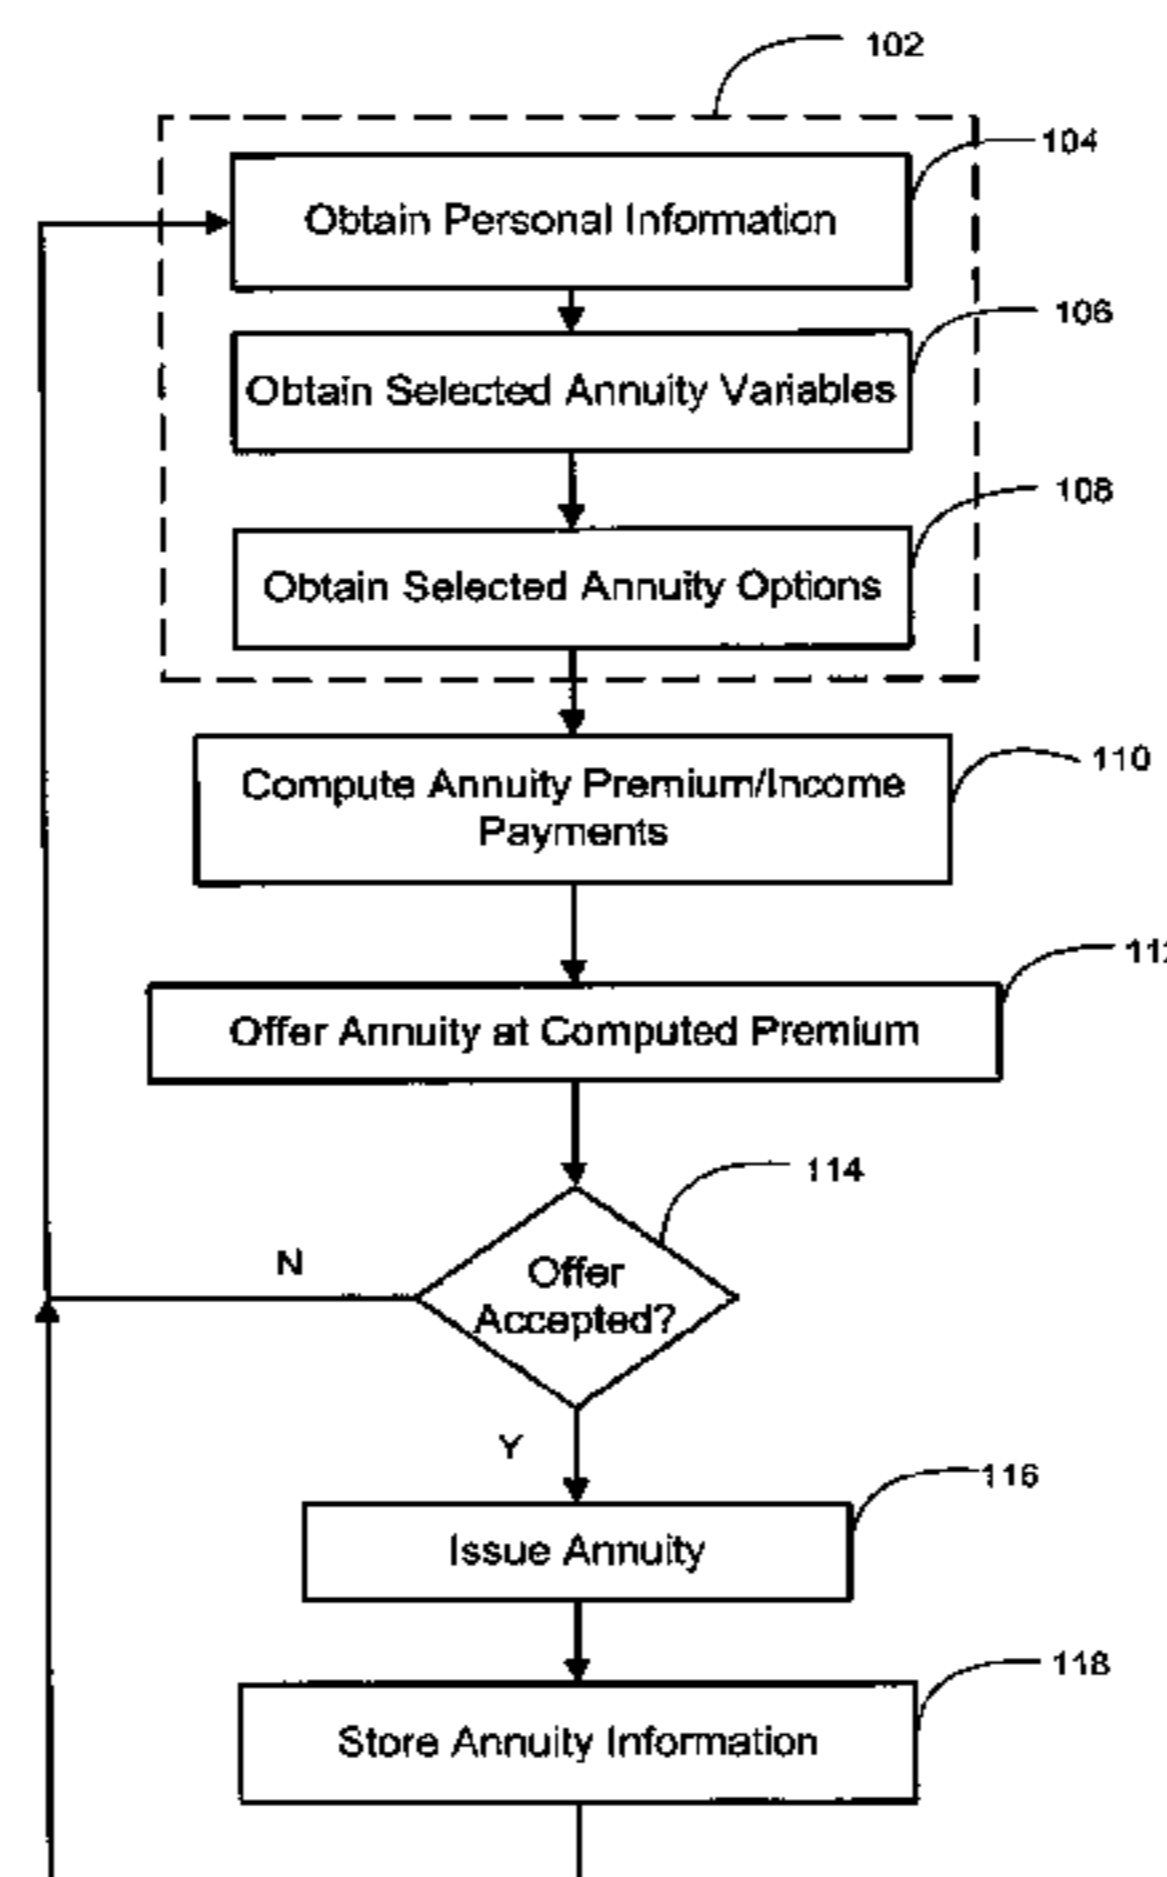 102
104
Obtain Personal Information
106
Obtain Selected Annuity Variables
108
Obtain Selected Annuity Options
110
Compute Annuity Premium/Income
Payments
Offer Annuity at Computed Premium
114
N
Offer
Accepted?
Y
116
Issue Annuity
118
Store Annuity Information